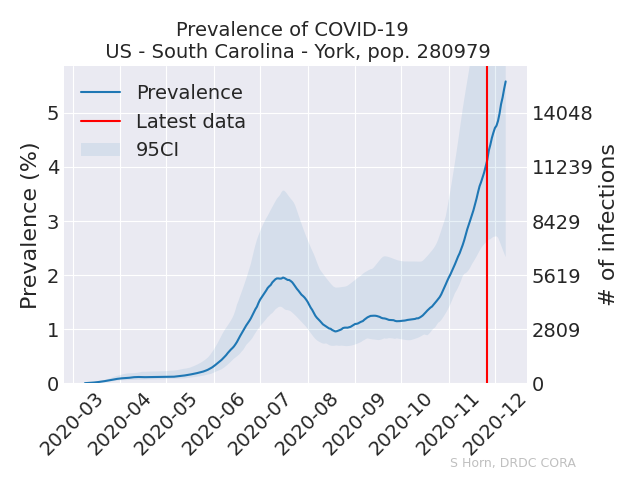 Prevalence of COVID-19
US - South Carolina - York, pop. 280979
Prevalence
Latest data
95CI
Prevalence (%)
5
4
3
2
1
0
14048
11239
8429
5619
2809
0
# of infections
2020-03
2020-04
2020-05
2020-06
2020-07
2020-08
2020-09
2020-10
2020-11
2020-12
S Horn, DRDC CORA